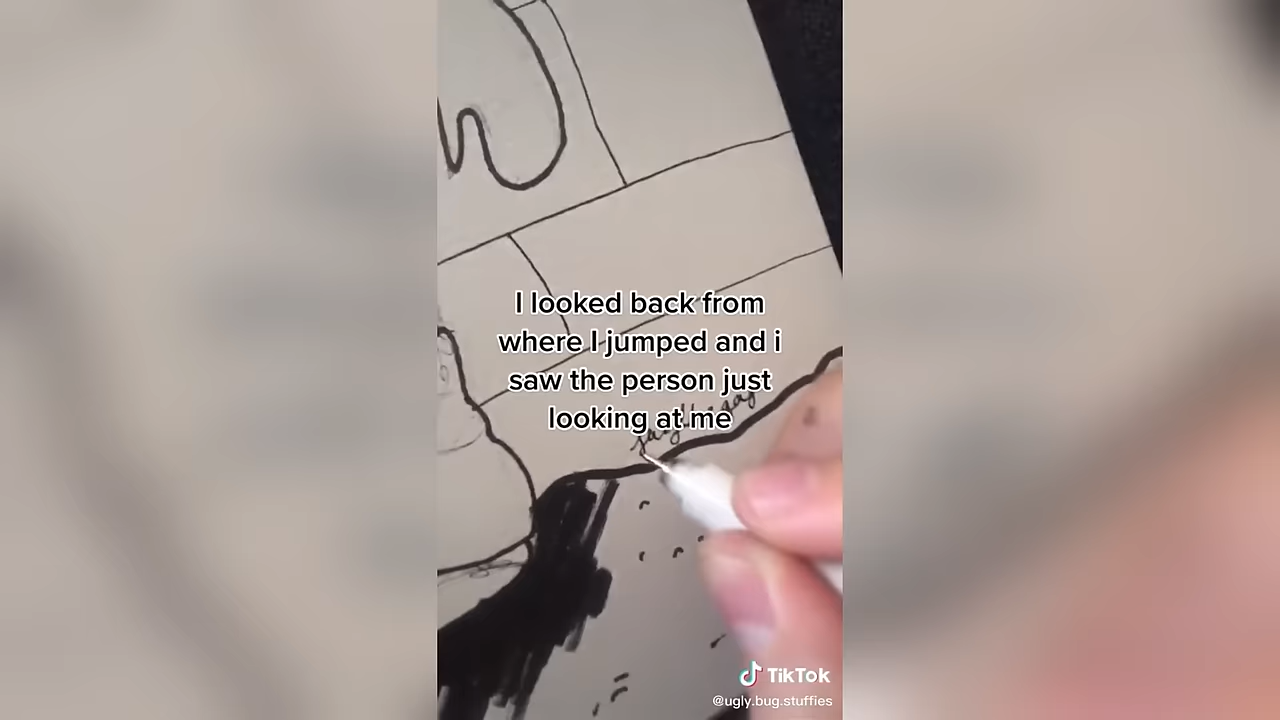 I looked back from
where I jumped and i
saw the person just
looking at me
TikTok
@ugly.bug.stuffies